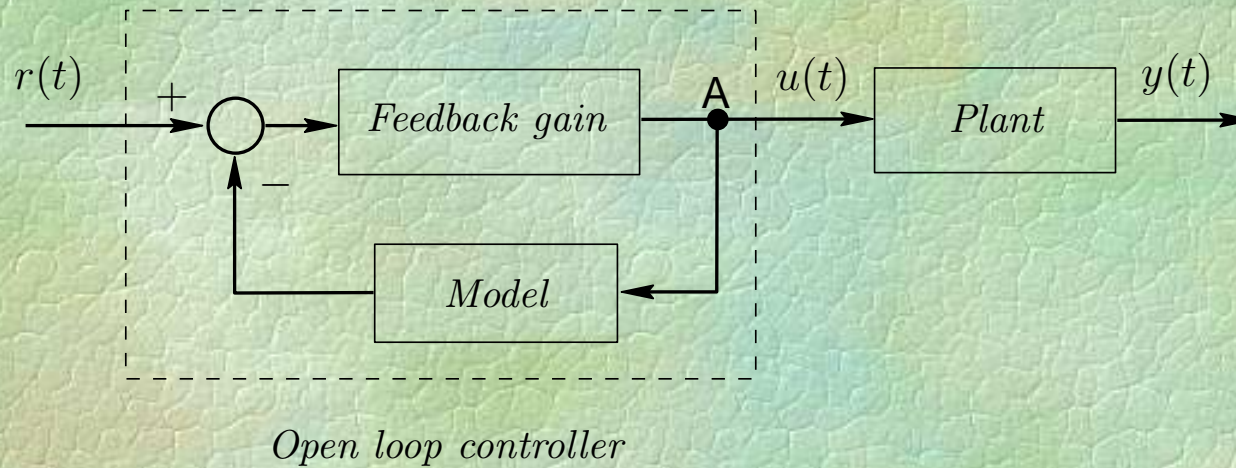 r(t)
+
Feedback gain
A
u(t)
Plant
y(t)
−
Model
Open loop controller